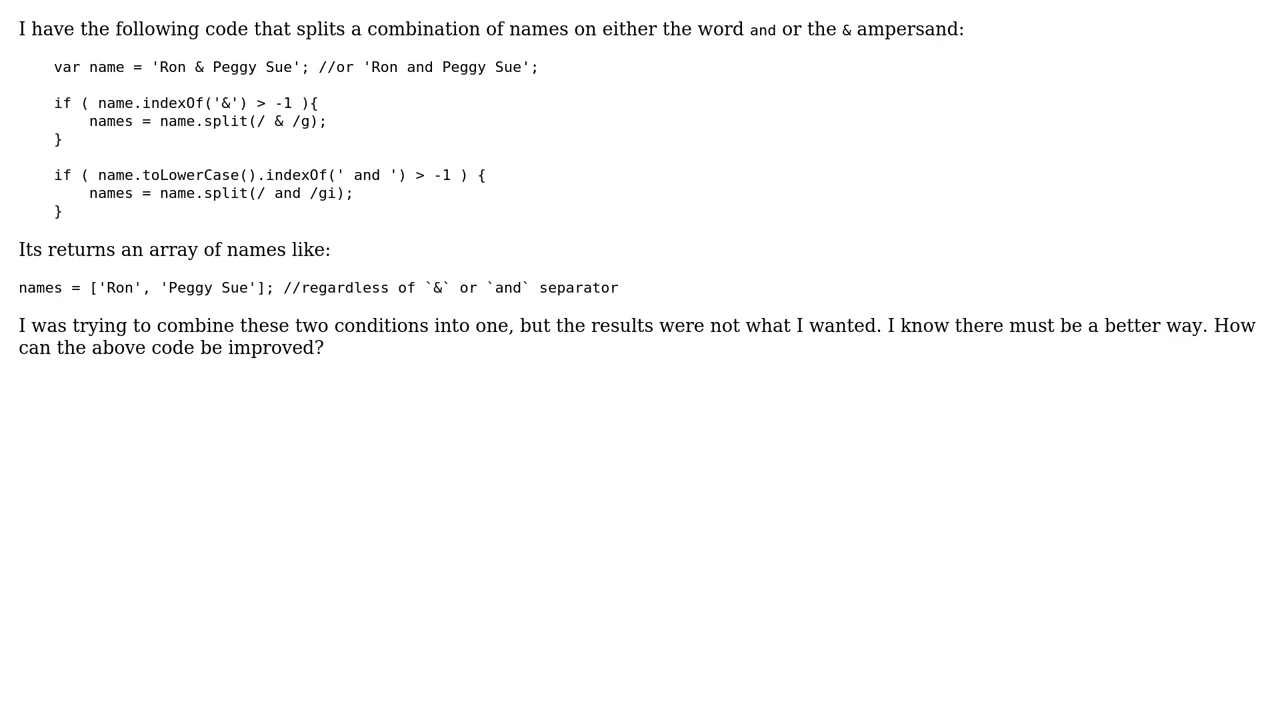 I have the following code that splits a combination of names on either the word and or the & ampersand:
var name = 'Ron & Peggy Sue'; //or 'Ron and Peggy Sue';
if ( name.indexOf('&') > -1 ){
names = name.split(/ & /g);
}
if ( name.toLowerCase().indexOf(' and ') > -1 ) {
names = name.split(/ and /gi);
}
Its returns an array of names like:
names = ['Ron', 'Peggy Sue']; //regardless of `&` or `and` separator
I was trying to combine these two conditions into one, but the results were not what I wanted. I know there must be a better way. How
can the above code be improved?